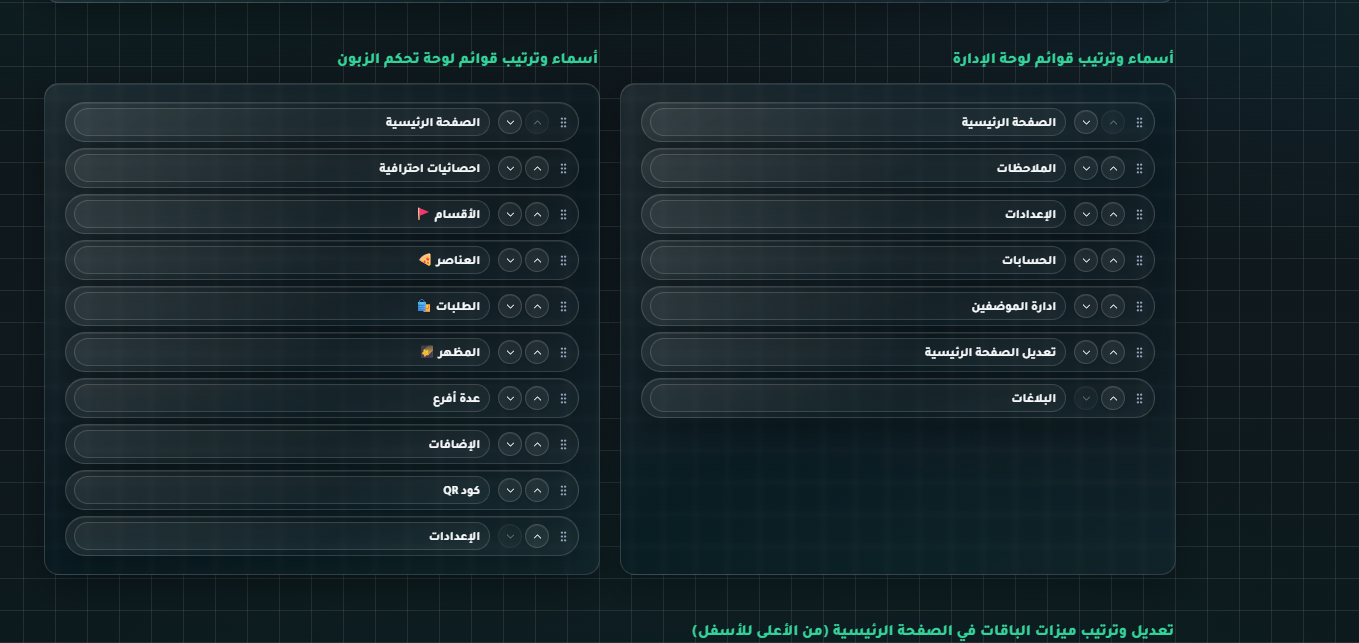 أسماء وترتيب قوائم لوحة الإدارة
الصفحة الرئيسية
الملاحظات
الإعدادات
الحسابات
ادارة الموضفين
تعديل الصفحة الرئيسية
البلاغات
أسماء وترتيب قوائم لوحة تحكم الزبون
الصفحة الرئيسية
احصائيات احترافية
الأقسام 🚩
العناصر 🍕
الطلبات 🛍️
المظهر 🌠
عدة أفرع
الإضافات
كود QR
الإعدادات
تعديل وترتيب ميزات الباقات في الصفحة الرئيسية (من الأعلى للأسفل)